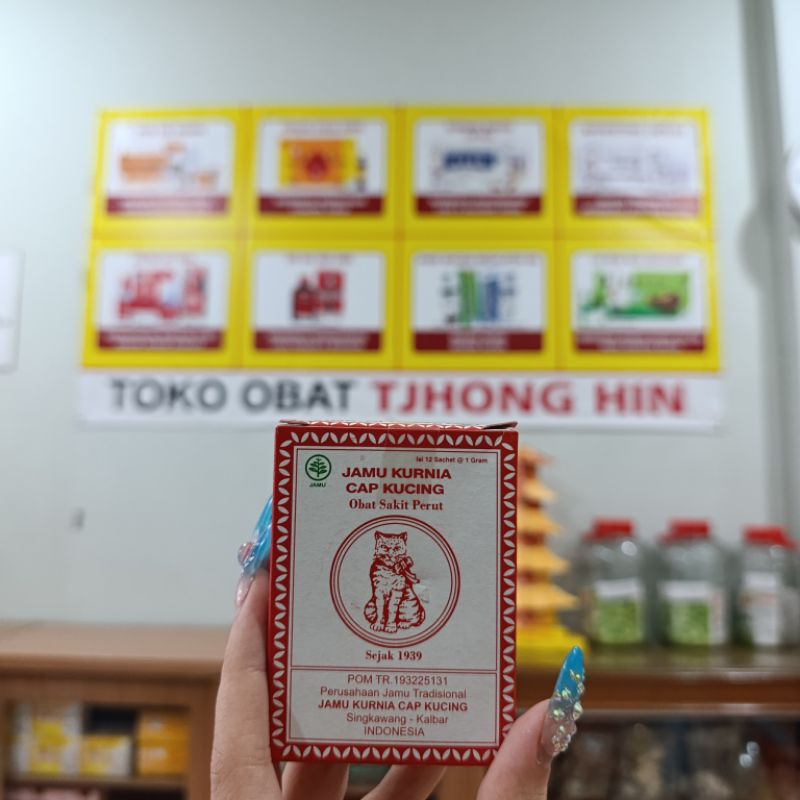 TOKO OBAT TJHONG HIN
Isi 12 Sachet @ 1 Gram
JAMU
JAMU KURNIA
CAP KUCING
Obat Sakit Perut
Sejak 1939
POM TR.193225131
Perusahaan Jamu Tradisional
JAMU KURNIA CAP KUCING
Singkawang - Kalbar
INDONESIA